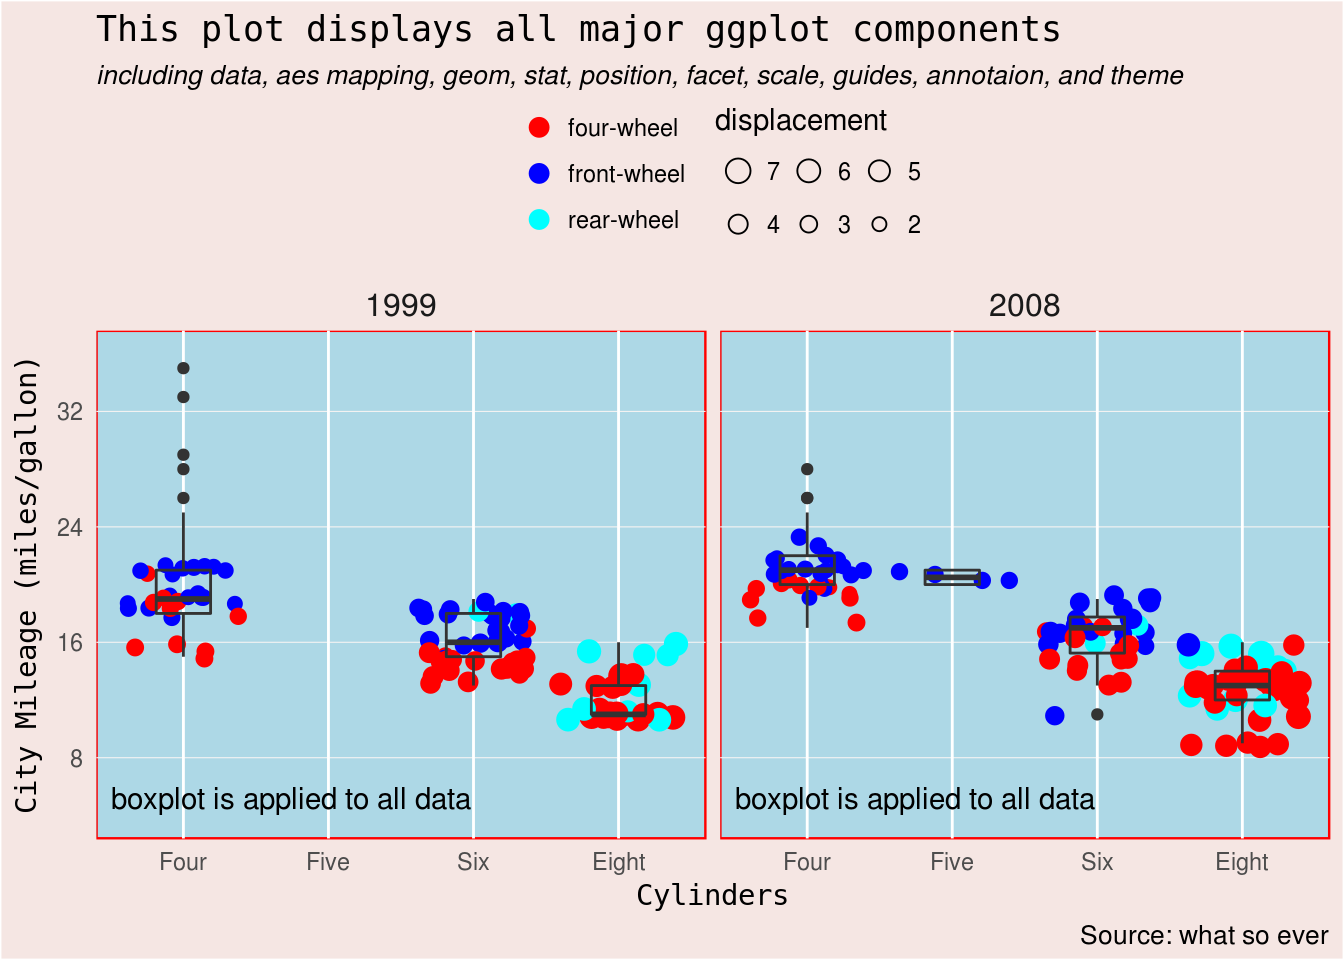 This plot displays all major ggplot components
including data, aes mapping, geom, stat, position, facet, scale, guides, annotaion, and theme
four-wheel
front-wheel
rear-wheel
displacement
7 6 5
4 3 2
1999 2008
City Mileage (miles/gallon)
32
24
16
8
boxplot is applied to all data boxplot is applied to all data
Four Five Six Eight Four Five Six Eight
Cylinders
Source: what so ever